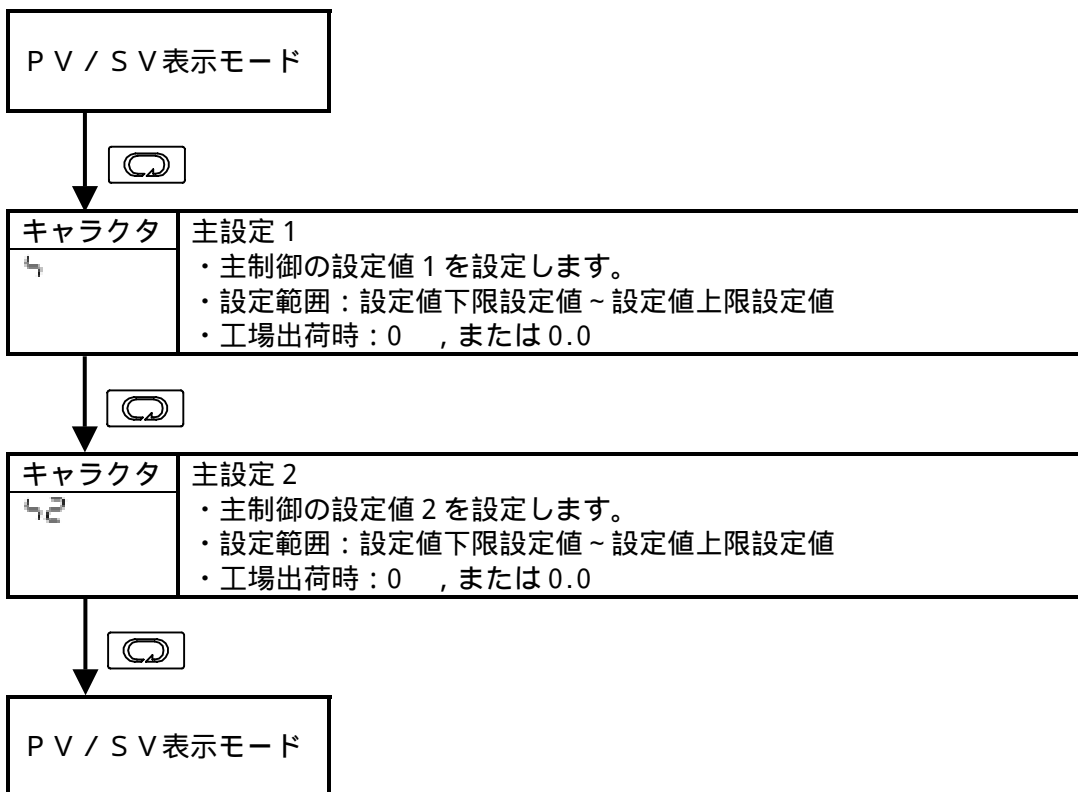 ＰＶ／ＳＶ表示モード
キャラクタ
主設定１
・主制御の設定値１を設定します。
・設定範囲：設定値下限設定値～設定値上限設定値
・工場出荷時：0　，または0.0
キャラクタ
主設定２
・主制御の設定値２を設定します。
・設定範囲：設定値下限設定値～設定値上限設定値
・工場出荷時：0　，または0.0
ＰＶ／ＳＶ表示モード